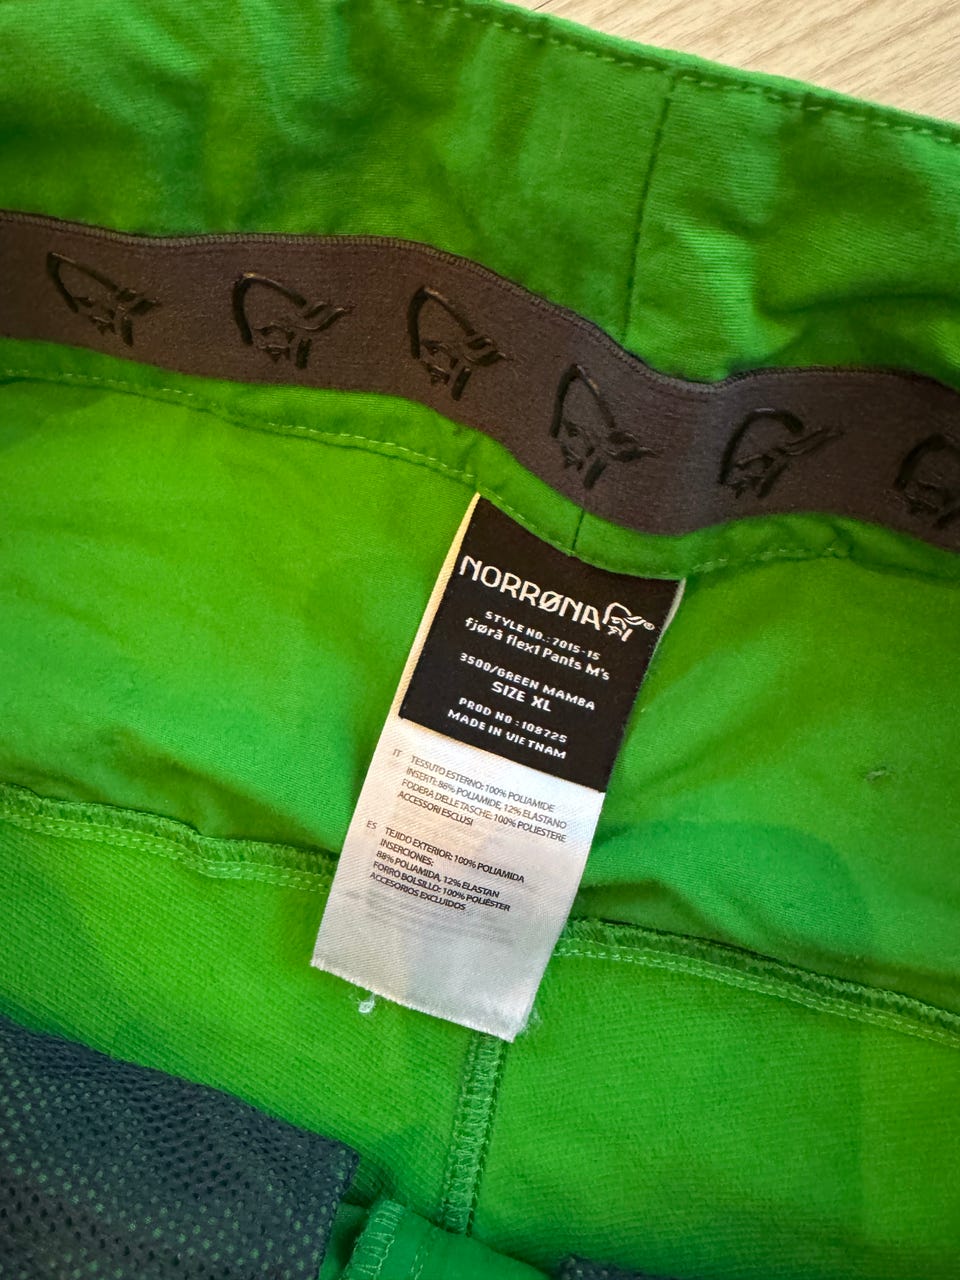 NORRØNA®
STYLE NO.: 7015-15
fjørå flex1 Pants M's
3500/GREEN MAMBA
SIZE XL
PROD NO : 108725
MADE IN VIETNAM
IT TESSUTO ESTERNO: 100% POLIAMIDE
INSERTI: 88% POLIAMIDE, 12% ELASTANO
FODERA DELLE TASCHE: 100% POLIESTERE
ACCESSORI ESCLUSI
ES TEJIDO EXTERIOR: 100% POLIAMIDA
INSERCIONES:
88% POLIAMIDA, 12% ELASTAN
FORRO BOLSILLO: 100% POLIÉSTER
ACCESORIOS EXCLUIDOS